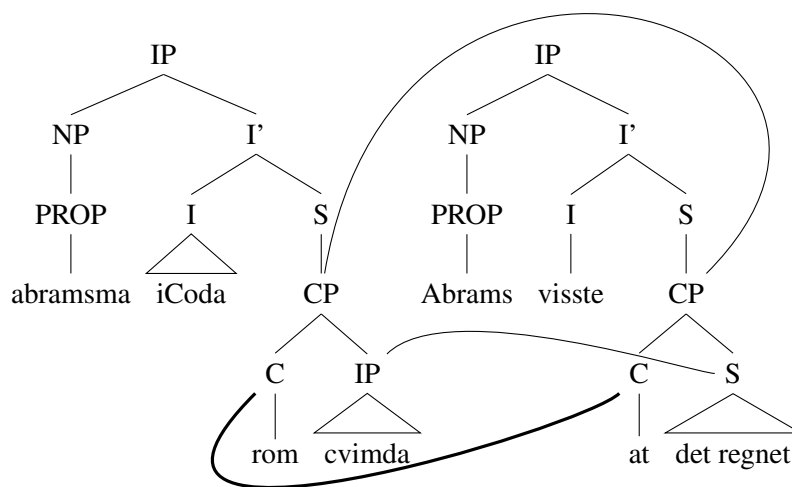 IP IP
NP I’ NP I’
PROP I S PROP I S
abramsma iCoda CP Abrams visste CP
C IP C S
rom cvimda at det regnet